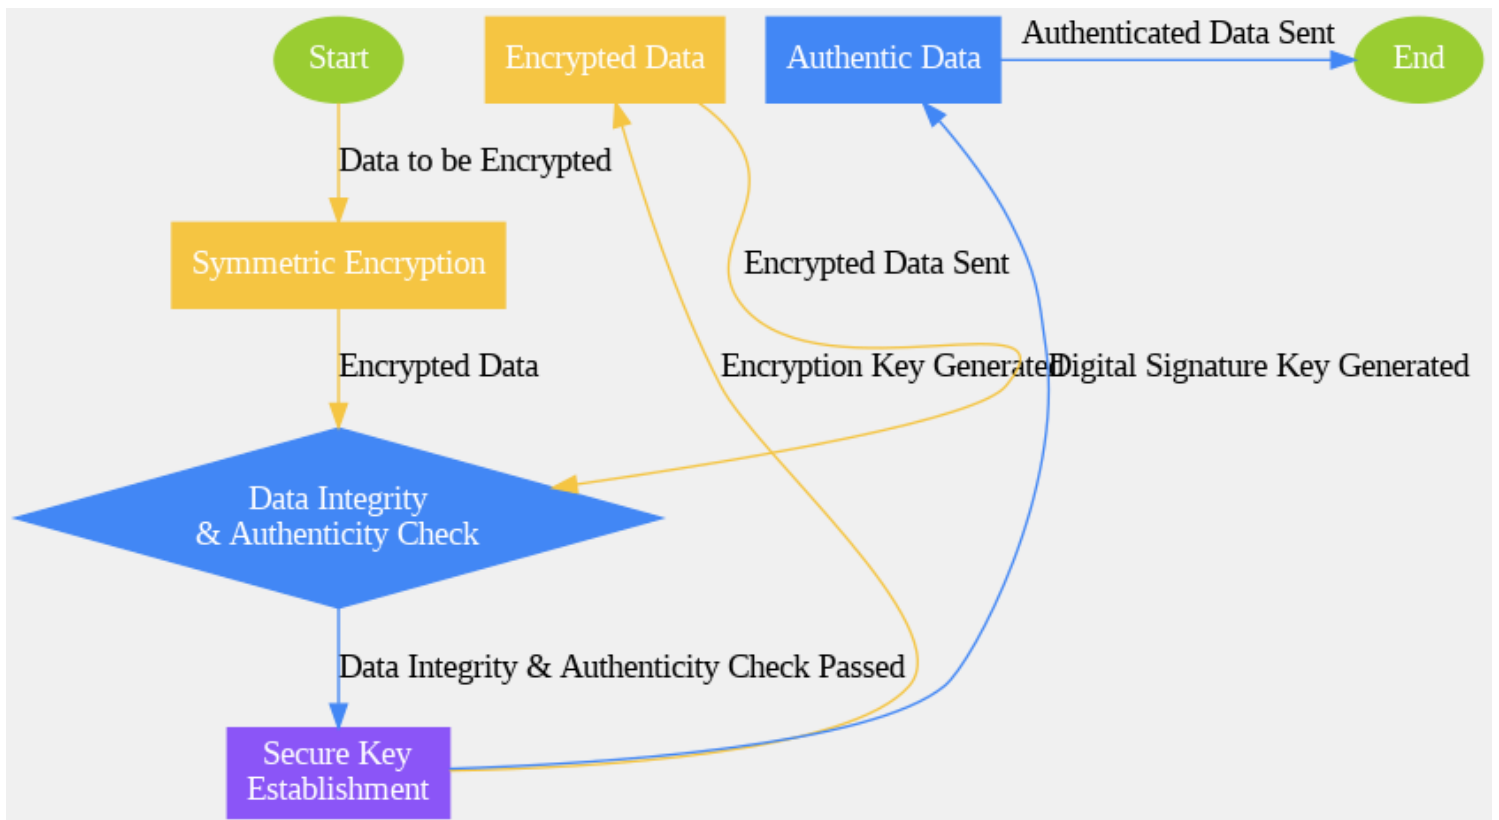 Start
Encrypted Data
Authentic Data
Authenticated Data Sent
End
Data to be Encrypted
Symmetric Encryption
Encrypted Data Sent
Encrypted Data
Encryption Key Generated
Digital Signature Key Generated
Data Integrity
& Authenticity Check
Data Integrity & Authenticity Check Passed
Secure Key
Establishment